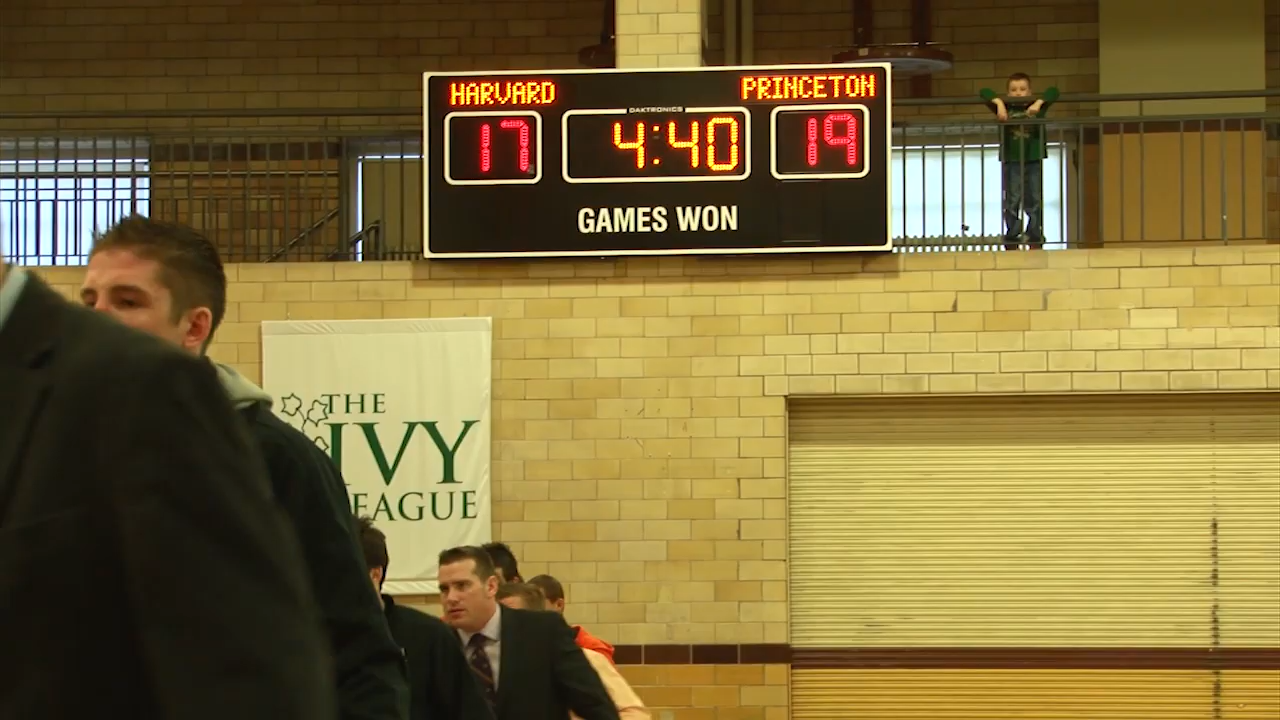 HARVARD PRINCETON
DAKTRONICS
17 4:40 19
GAMES WON
THE
IVY
LEAGUE